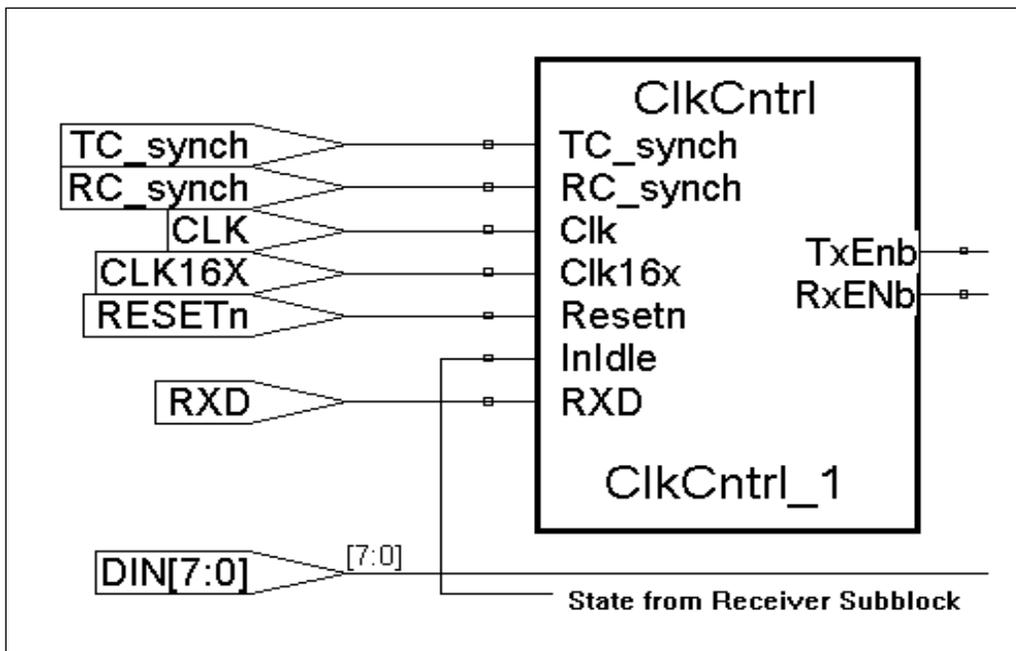 ClkCntrl
TC_synch
RC_synch
CLK
CLK16X
RESETn
RXD
TC_synch
RC_synch
Clk
Clk16x
Resetn
InIdle
RXD
TxEnb
RxENb
ClkCntrl_1
DIN[7:0]
[7:0]
State from Receiver Subblock